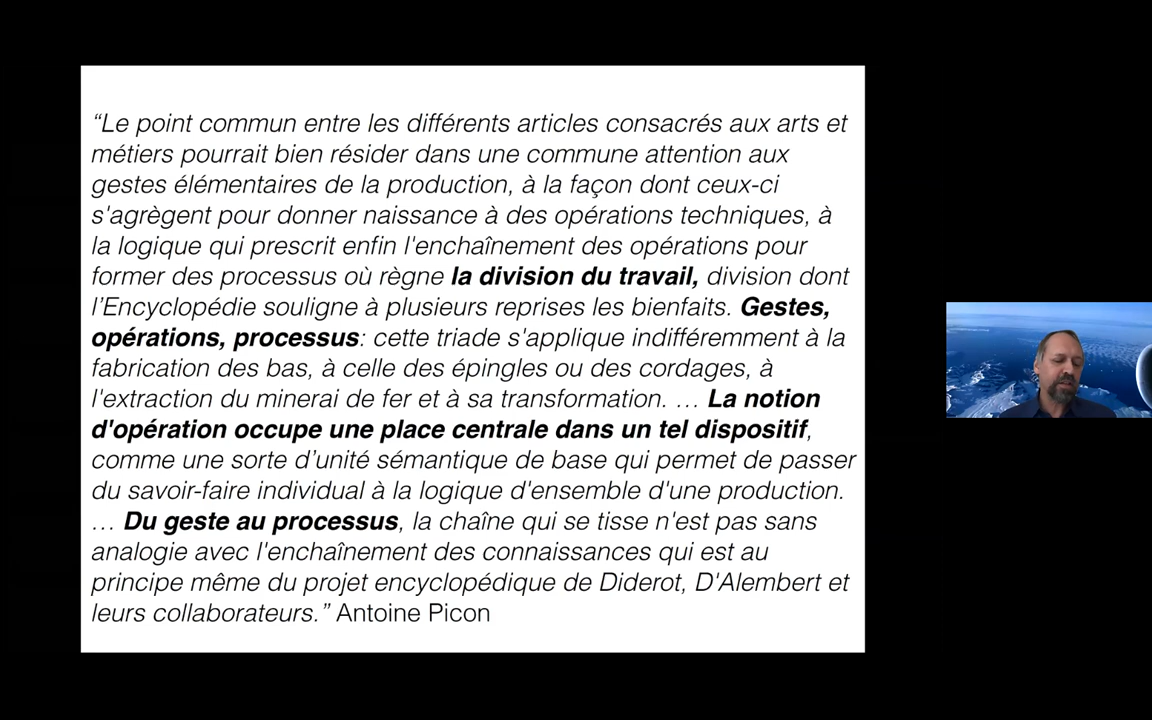 “Le point commun entre les différents articles consacrés aux arts et
métiers pourrait bien résider dans une commune attention aux
gestes élémentaires de la production, à la façon dont ceux-ci
s'agrègent pour donner naissance à des opérations techniques, à
la logique qui prescrit enfin l'enchaînement des opérations pour
former des processus où règne la division du travail, division dont
l’Encyclopédie souligne à plusieurs reprises les bienfaits. Gestes,
opérations, processus: cette triade s'applique indifféremment à la
fabrication des bas, à celle des épingles ou des cordages, à
l'extraction du minerai de fer et à sa transformation. … La notion
d'opération occupe une place centrale dans un tel dispositif,
comme une sorte d’unité sémantique de base qui permet de passer
du savoir-faire individual à la logique d'ensemble d'une production.
… Du geste au processus, la chaîne qui se tisse n'est pas sans
analogie avec l'enchaînement des connaissances qui est au
principe même du projet encyclopédique de Diderot, D'Alembert et
leurs collaborateurs.” Antoine Picon